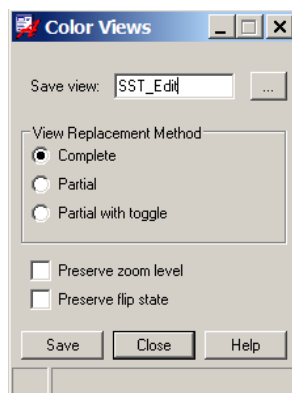 Color Views
Save view: SST_Edit ...
View Replacement Method
Complete
Partial
Partial with toggle
Preserve zoom level
Preserve flip state
Save Close Help